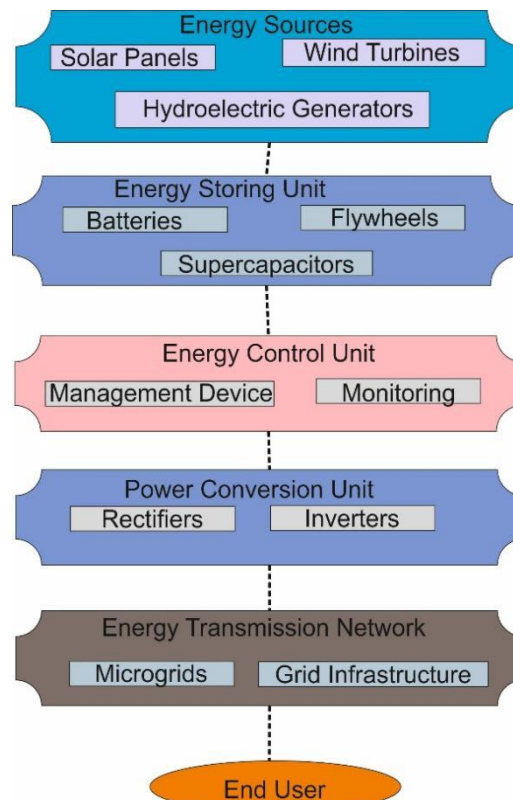 Energy Sources
Solar Panels
Wind Turbines
Hydroelectric Generators
Energy Storing Unit
Batteries
Flywheels
Supercapacitors
Energy Control Unit
Management Device
Monitoring
Power Conversion Unit
Rectifiers
Inverters
Energy Transmission Network
Microgrids
Grid Infrastructure
End User